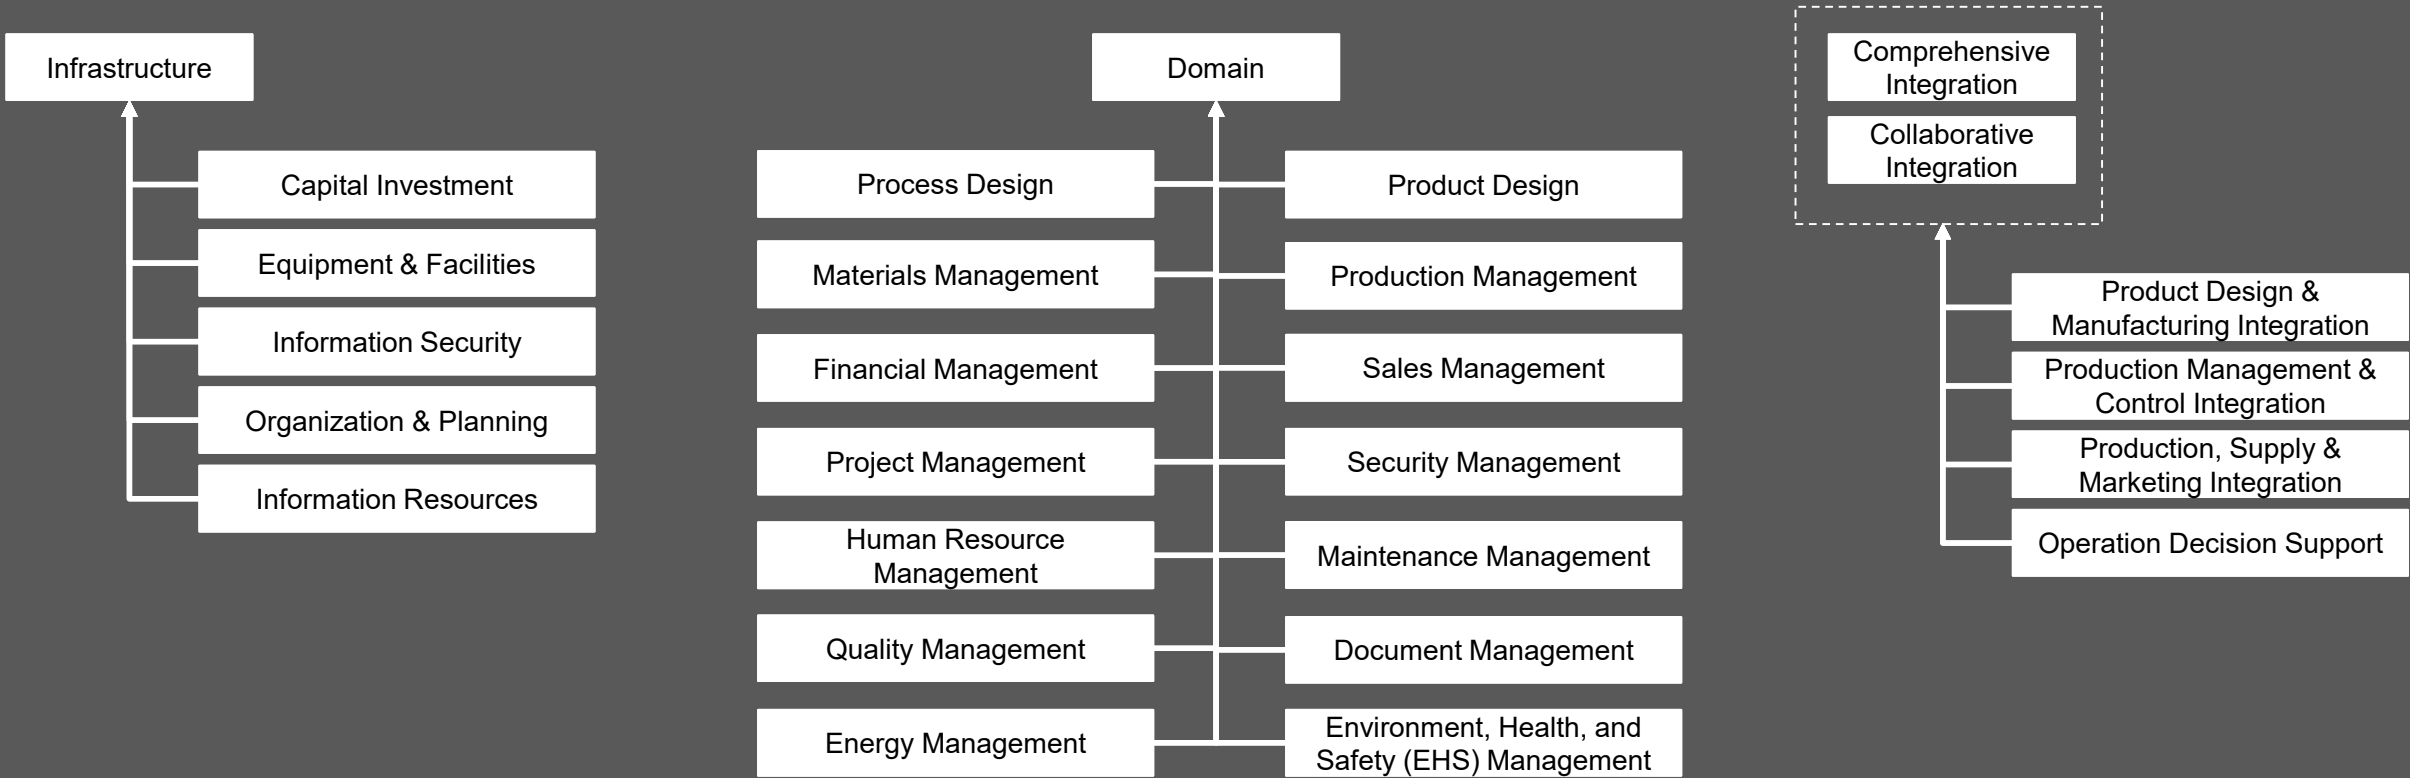 Infrastructure
Capital Investment
Equipment & Facilities
Information Security
Organization & Planning
Information Resources
Domain
Process Design
Product Design
Materials Management
Production Management
Financial Management
Sales Management
Project Management
Security Management
Human Resource
Management
Maintenance Management
Quality Management
Document Management
Energy Management
Environment, Health, and
Safety (EHS) Management
Comprehensive
Integration
Collaborative
Integration
Product Design &
Manufacturing Integration
Production Management &
Control Integration
Production, Supply &
Marketing Integration
Operation Decision Support